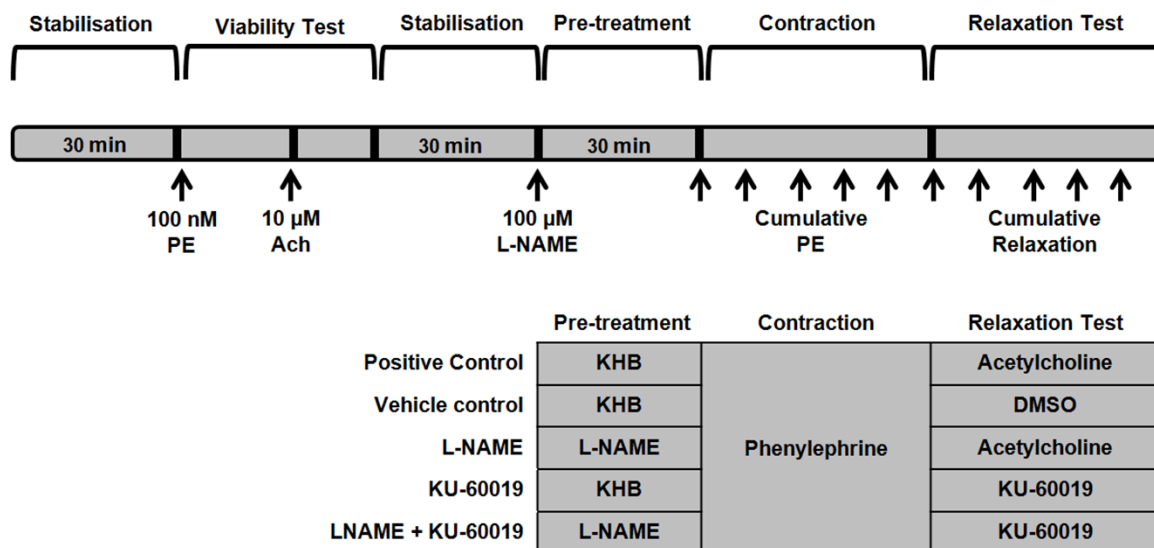 Stabilisation Viability Test Stabilisation Pre-treatment Contraction Relaxation Test
30 min 30 min 30 min
100 nM 10 µM 100 µM Cumulative Cumulative
PE Ach L-NAME PE Relaxation
Pre-treatment Contraction Relaxation Test
Positive Control KHB Acetylcholine
Vehicle control KHB DMSO
L-NAME L-NAME Phenylephrine Acetylcholine
KU-60019 KHB KU-60019
LNAME + KU-60019 L-NAME KU-60019